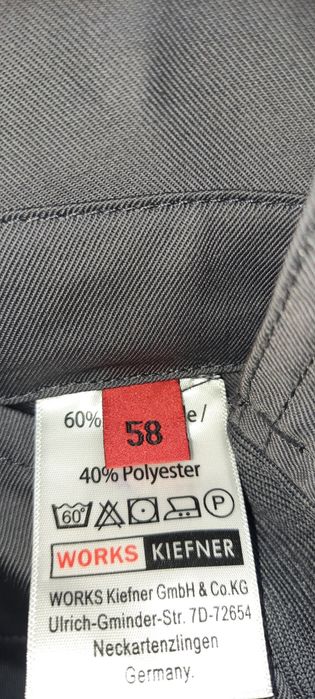 60% e /
58
40% Polyester
60°
P
WORKS KIEFNER
WORKS Kiefner GmbH & Co.KG
Ulrich-Gminder-Str. 7D-72654
Neckartenzlingen
Germany.